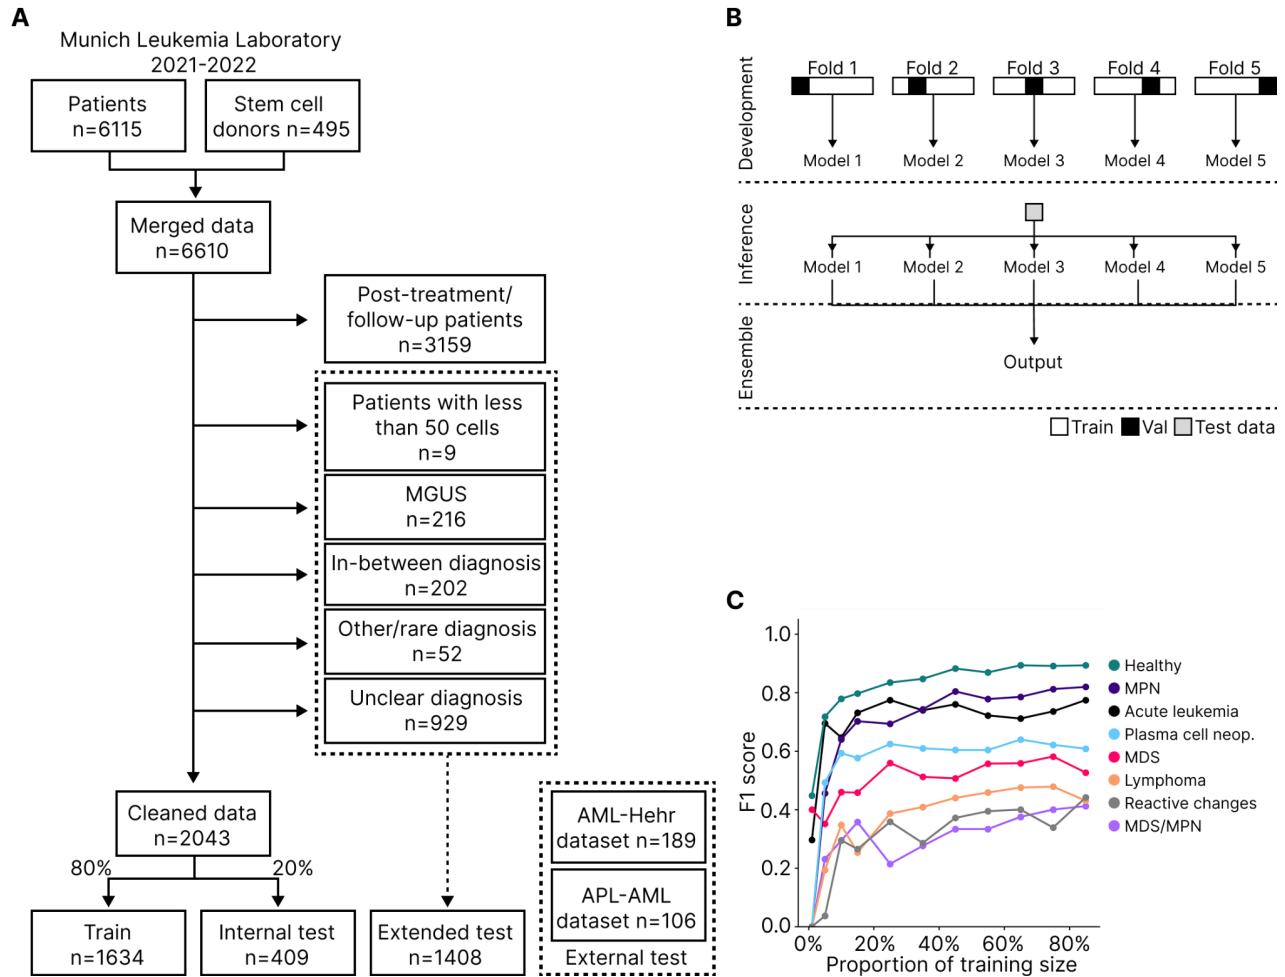 A
Munich Leukemia Laboratory
2021-2022
Patients
n=6115
Stem cell
donors n=495
Merged data
n=6610
Post-treatment/
follow-up patients
n=3159
Patients with less
than 50 cells
n=9
MGUS
n=216
In-between diagnosis
n=202
Other/rare diagnosis
n=52
Unclear diagnosis
n=929
Cleaned data
n=2043
80%
20%
Train
n=1634
Internal test
n=409
Extended test
n=1408
AML-Hehr
dataset n=189
APL-AML
dataset n=106
External test
B
Development
Fold 1
Fold 2
Fold 3
Fold 4
Fold 5
Model 1
Model 2
Model 3
Model 4
Model 5
Inference
Model 1
Model 2
Model 3
Model 4
Model 5
Ensemble
Output
Train
Val
Test data
C
F1 score
1.0
0.8
0.6
0.4
0.2
0.0
0%
20%
40%
60%
80%
Proportion of training size
Healthy
MPN
Acute leukemia
Plasma cell neop.
MDS
Lymphoma
Reactive changes
MDS/MPN